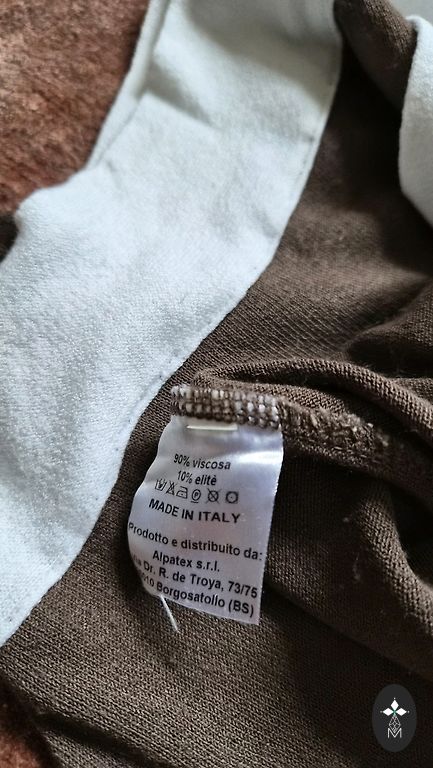 90% viscosa
10% elitè
MADE IN ITALY
Prodotto e distribuito da:
Alpatex s.r.l.
Dr. R. de Troya, 73/75
Borgosatollo (BS)